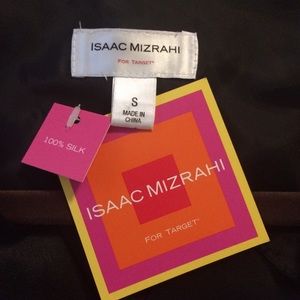 ISAAC MIZRAHI
FOR TARGET*
S
MADE IN
CHINA
100% SILK
ISAAC MIZRAHI
FOR TARGET*